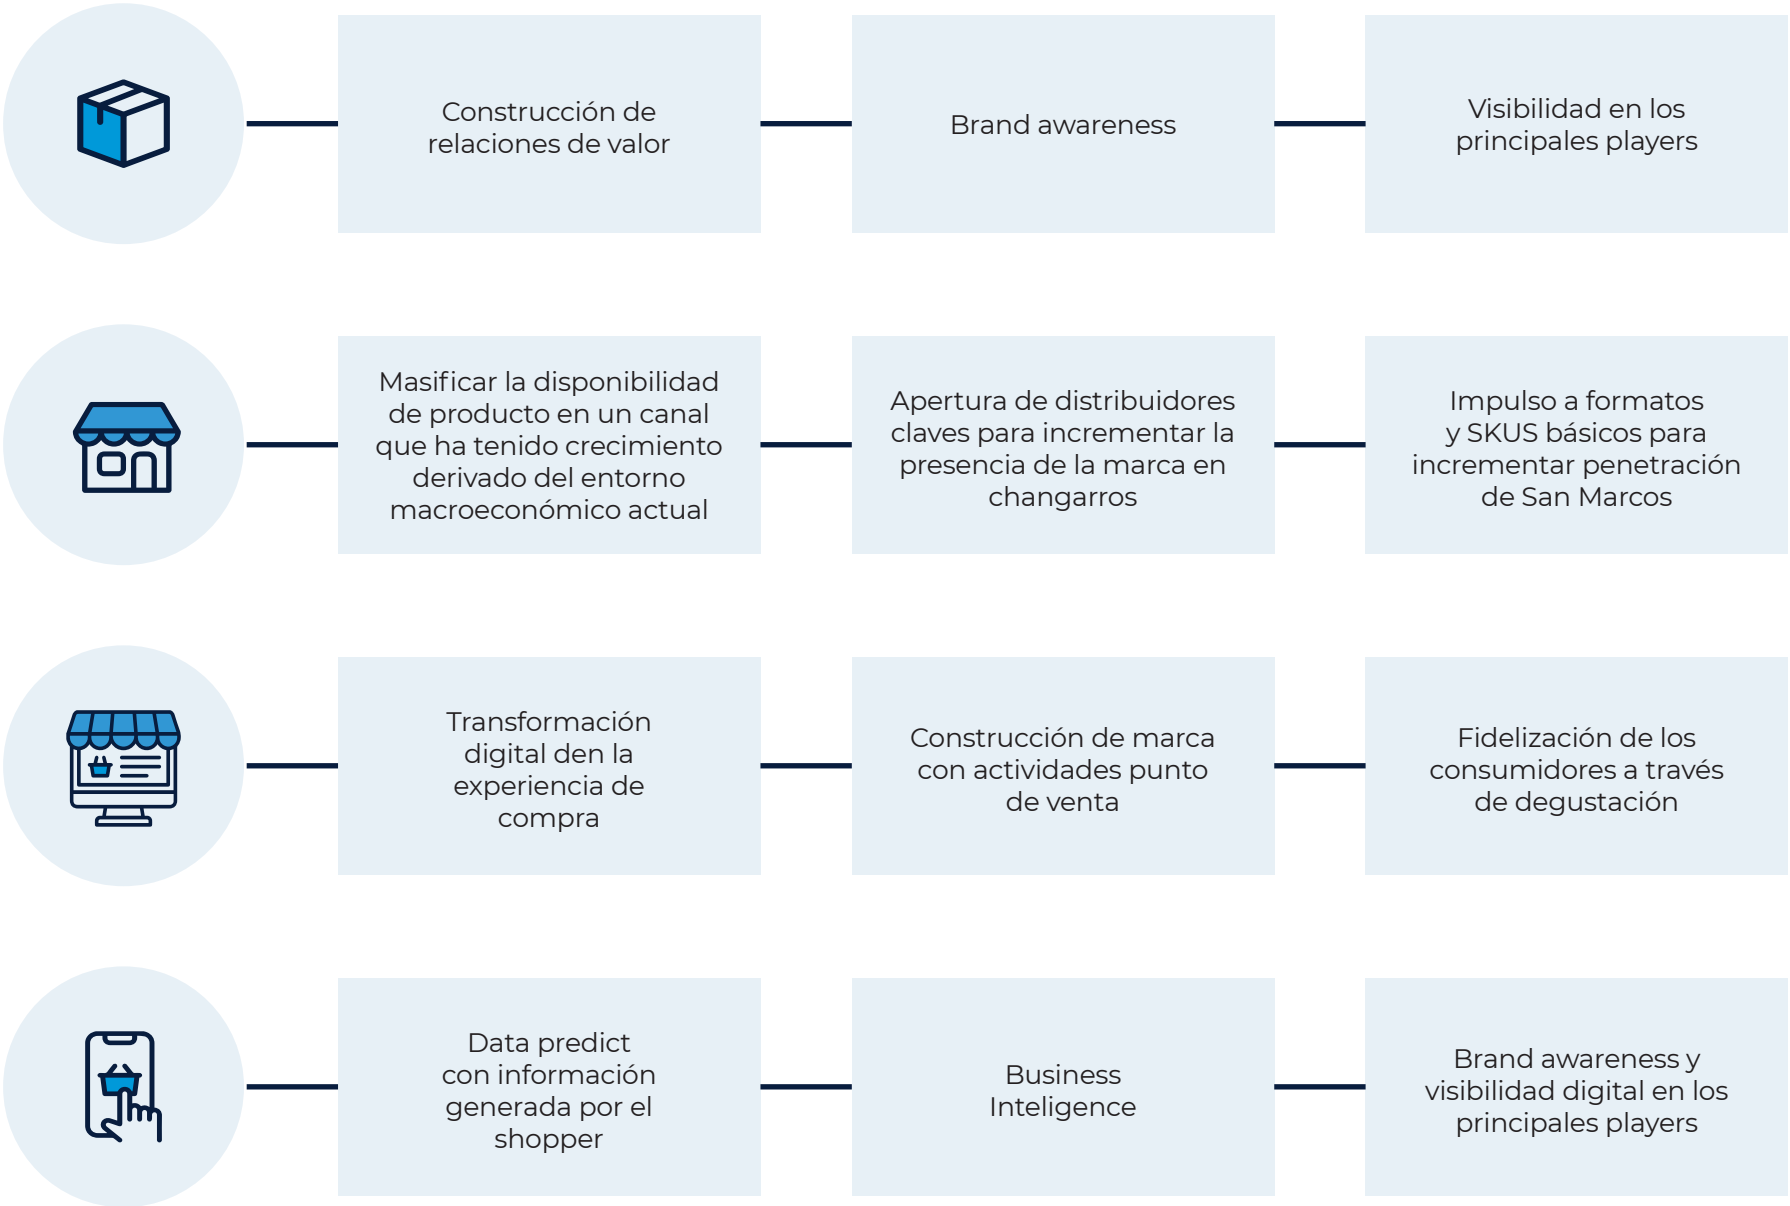 Construcción de
relaciones de valor
Brand awareness
Visibilidad en los
principales players
Masificar la disponibilidad
de producto en un canal
que ha tenido crecimiento
derivado del entorno
macroeconómico actual
Apertura de distribuidores
claves para incrementar la
presencia de la marca en
changarros
Impulso a formatos
y SKUS básicos para
incrementar penetración
de San Marcos
Transformación
digital den la
experiencia de
compra
Construcción de marca
con actividades punto
de venta
Fidelización de los
consumidores a través
de degustación
Data predict
con información
generada por el
shopper
Business
Inteligence
Brand awareness y
visibilidad digital en los
principales players